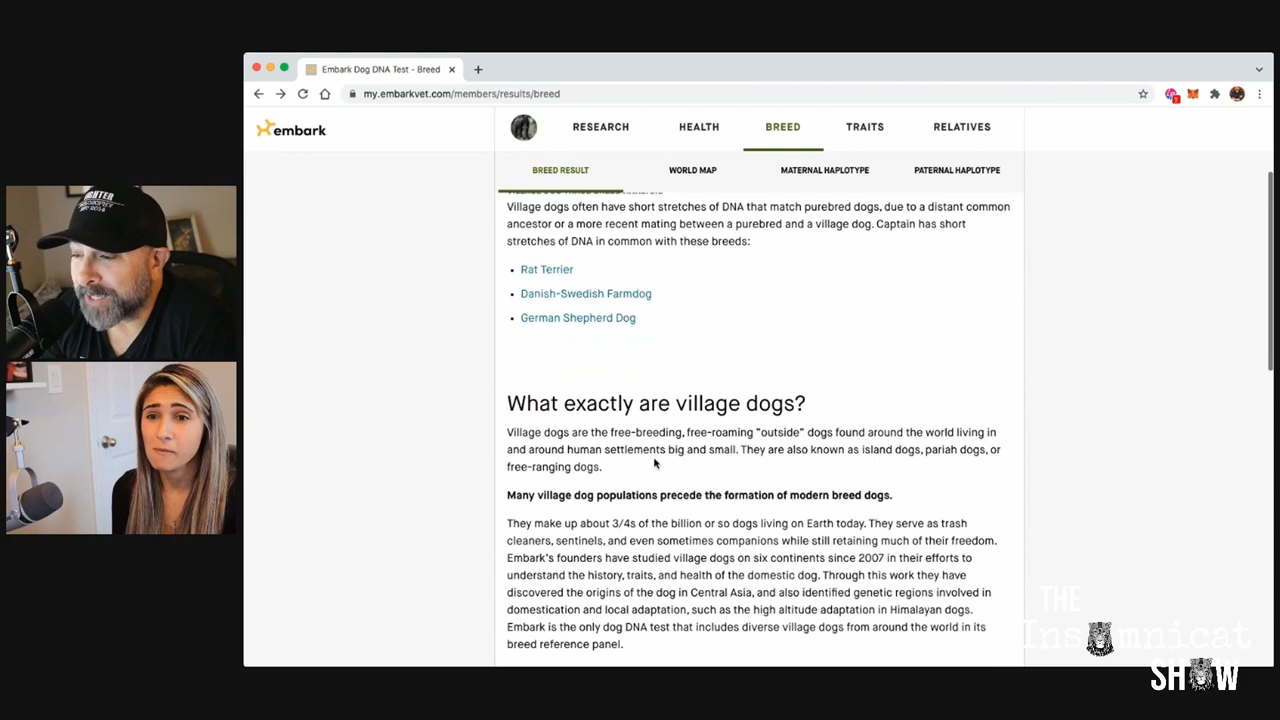 Embark Dog DNA Test - Breed
my.embarkvet.com/members/results/breed
embark
RESEARCH HEALTH BREED TRAITS RELATIVES
BREED RESULT WORLD MAP MATERNAL HAPLOTYPE PATERNAL HAPLOTYPE
Village dogs often have short stretches of DNA that match purebred dogs, due to a distant common
ancestor or a more recent mating between a purebred and a village dog. Captain has short
stretches of DNA in common with these breeds:
• Rat Terrier
• Danish-Swedish Farmdog
• German Shepherd Dog
What exactly are village dogs?
Village dogs are the free-breeding, free-roaming "outside" dogs found around the world living in
and around human settlements big and small. They are also known as island dogs, pariah dogs, or
free-ranging dogs.
Many village dog populations precede the formation of modern breed dogs.
They make up about 3/4s of the billion or so dogs living on Earth today. They serve as trash
cleaners, sentinels, and even sometimes companions while still retaining much of their freedom.
Embark's founders have studied village dogs on six continents since 2007 in their efforts to
understand the history, traits, and health of the domestic dog. Through this work they have
discovered the origins of the dog in Central Asia, and also identified genetic regions involved in
domestication and local adaptation, such as the high altitude adaptation in Himalayan dogs.
Embark is the only dog DNA test that includes diverse village dogs from around the world in its
breed reference panel.
PHILOSOPHY
2014
THE
Insomnicat
SHOW